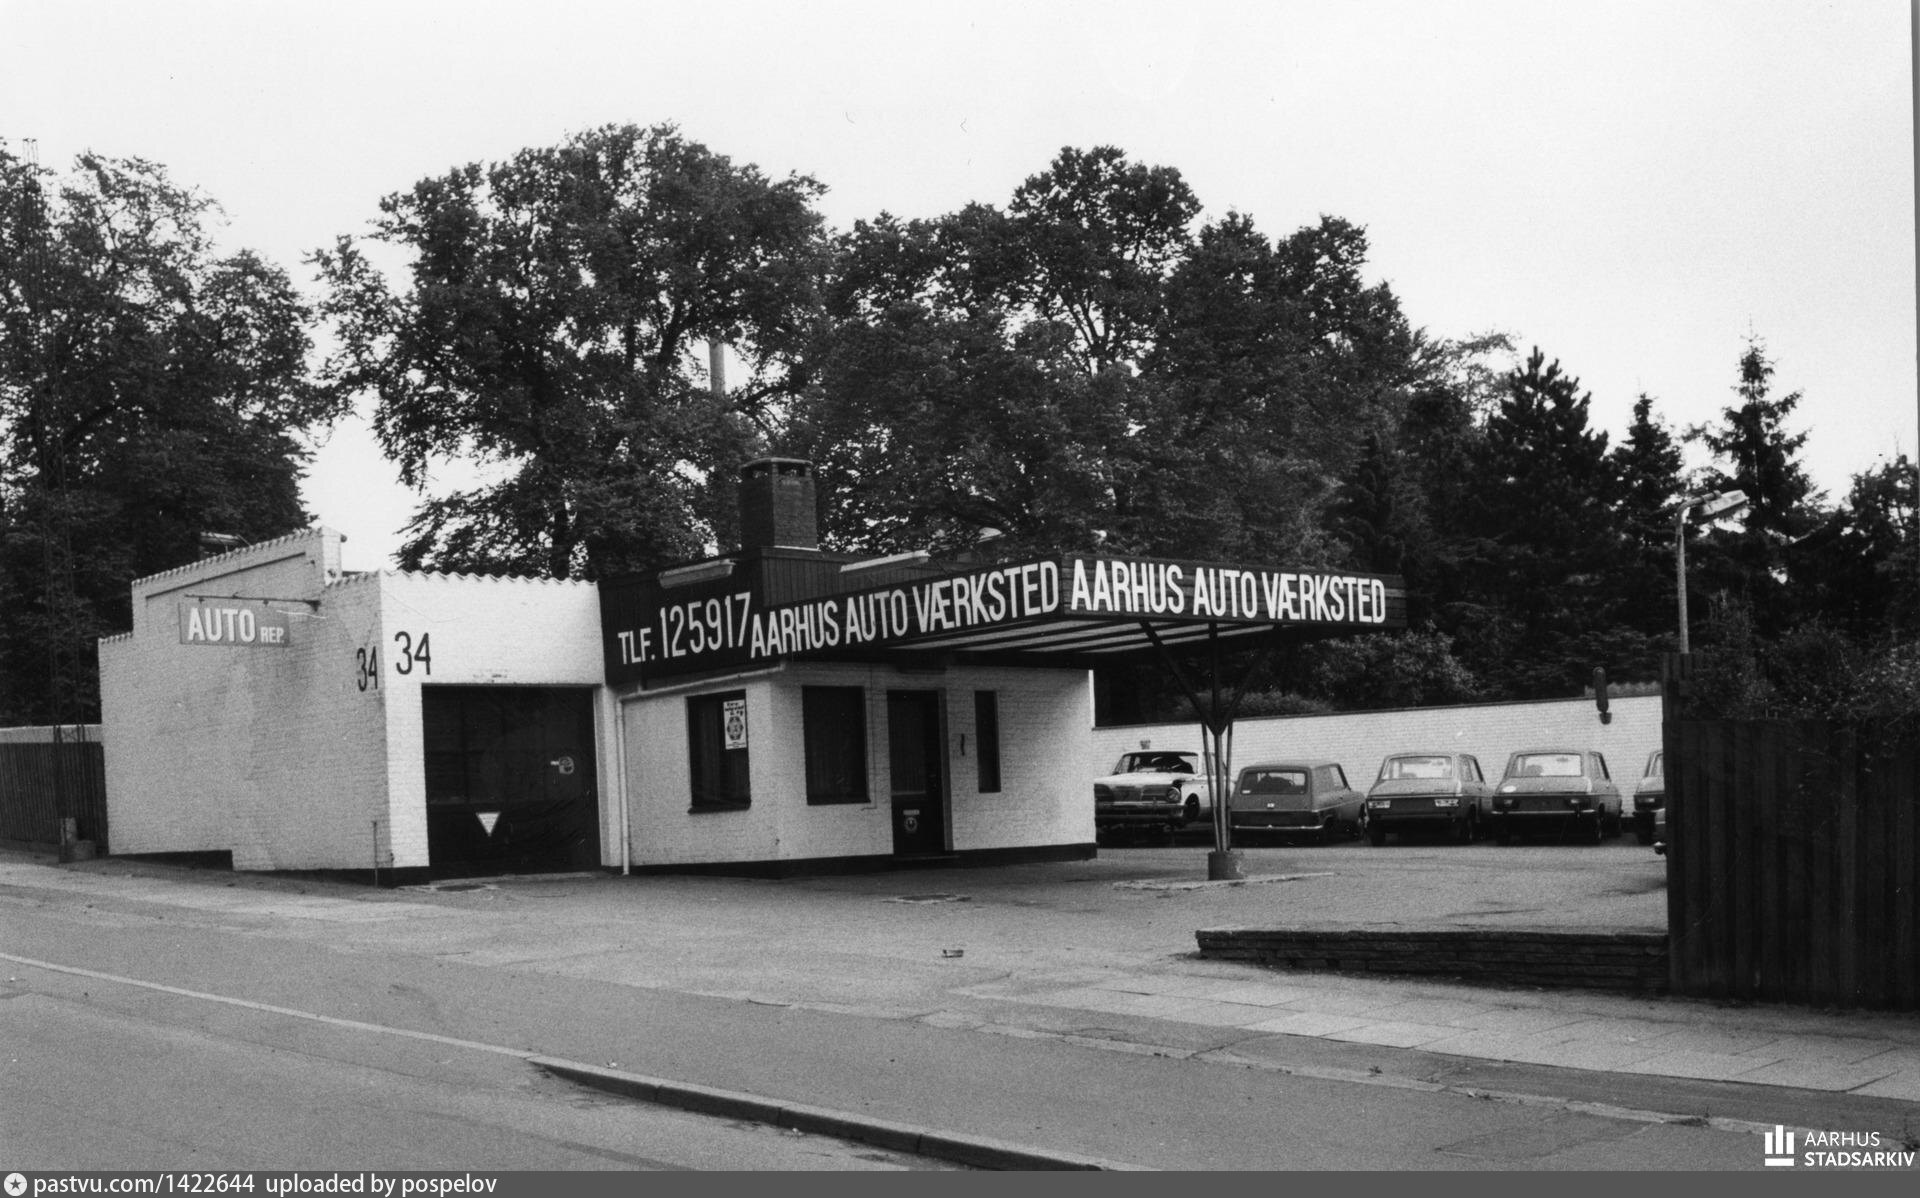 AUTO REP.
34
34
TLF. 125917
AARHUS AUTO VÆRKSTED
AARHUS AUTO VÆRKSTED
AARHUS
STADSARKIV
pastvu.com/1422644 uploaded by pospelov